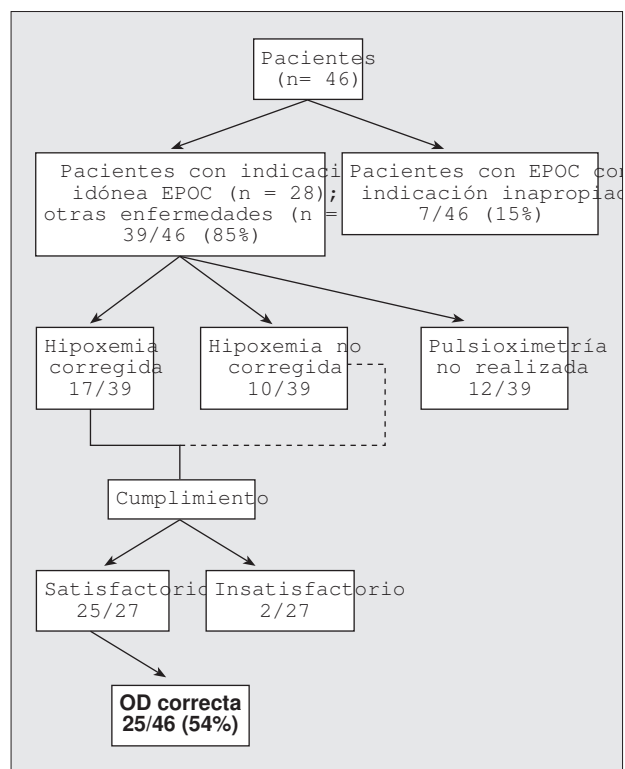 Pacientes
(n= 46)
Pacientes con indicaci
idónea EPOC (n = 28);
otras enfermedades (n =
39/46 (85%)
Pacientes con EPOC con
indicación inapropiad
7/46 (15%)
Hipoxemia
corregida
17/39
Hipoxemia no
corregida
10/39
Pulsioximetría
no realizada
12/39
Cumplimiento
Satisfactorio
25/27
Insatisfactorio
2/27
OD correcta
25/46 (54%)